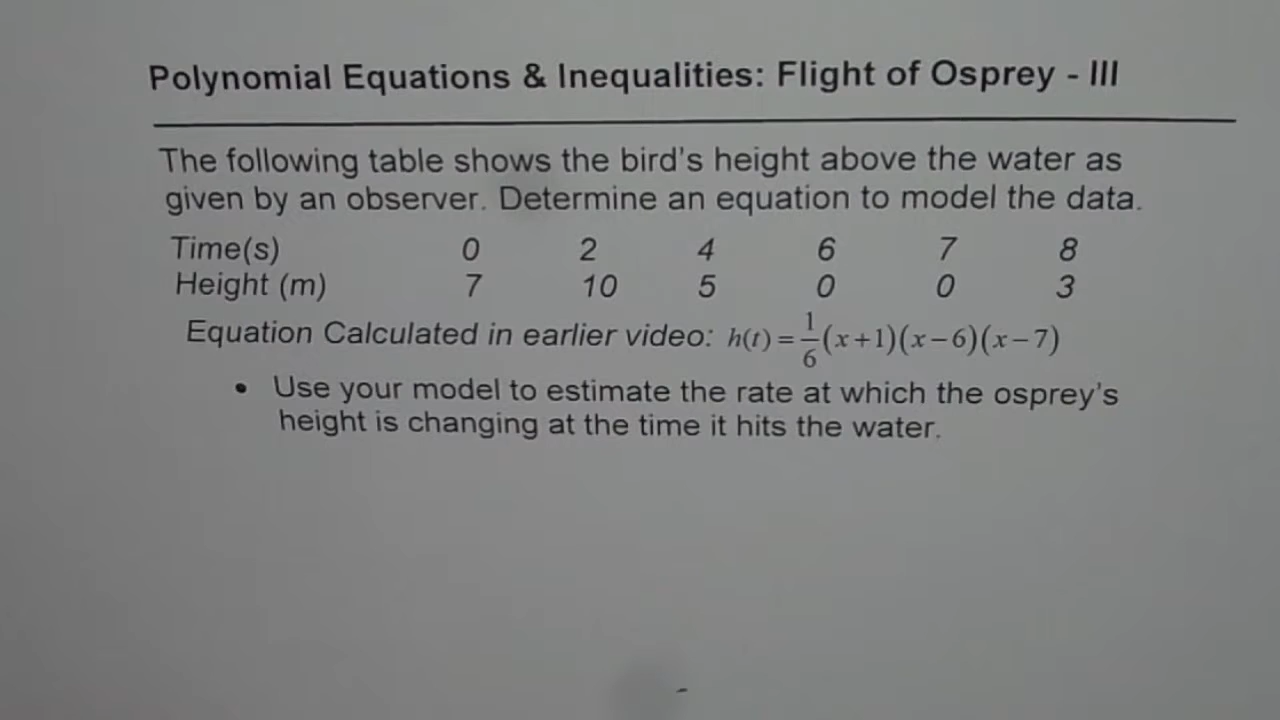 Polynomial Equations & Inequalities: Flight of Osprey - III
The following table shows the bird's height above the water as
given by an observer. Determine an equation to model the data.
Time(s) 0 2 4 6 7 8
Height (m) 7 10 5 0 0 3
Equation Calculated in earlier video: h(t) = 1/6 (x+1)(x−6)(x−7)
• Use your model to estimate the rate at which the osprey's
height is changing at the time it hits the water.